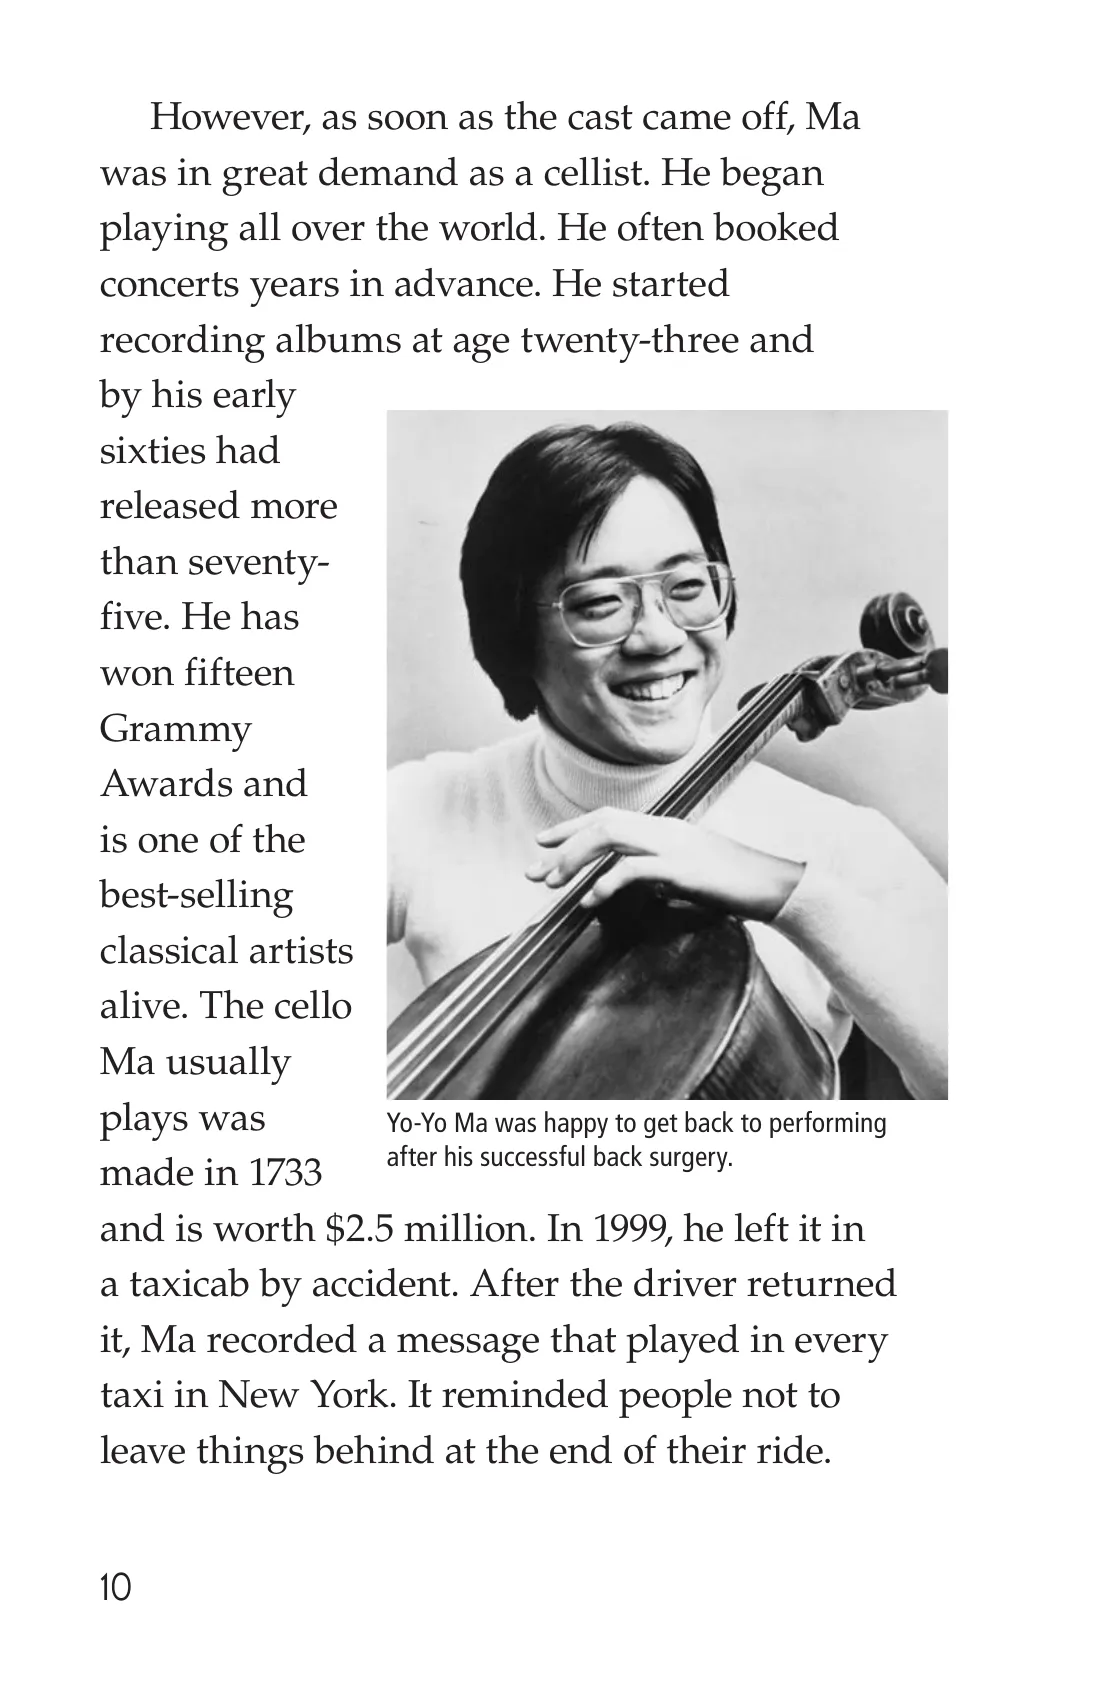 However, as soon as the cast came off, Ma
was in great demand as a cellist. He began
playing all over the world. He often booked
concerts years in advance. He started
recording albums at age twenty-three and
by his early
sixties had
released more
than seventy-
five. He has
won fifteen
Grammy
Awards and
is one of the
best-selling
classical artists
alive. The cello
Ma usually
plays was
made in 1733
and is worth $2.5 million. In 1999, he left it in
a taxicab by accident. After the driver returned
it, Ma recorded a message that played in every
taxi in New York. It reminded people not to
leave things behind at the end of their ride.
Yo-Yo Ma was happy to get back to performing
after his successful back surgery.
10